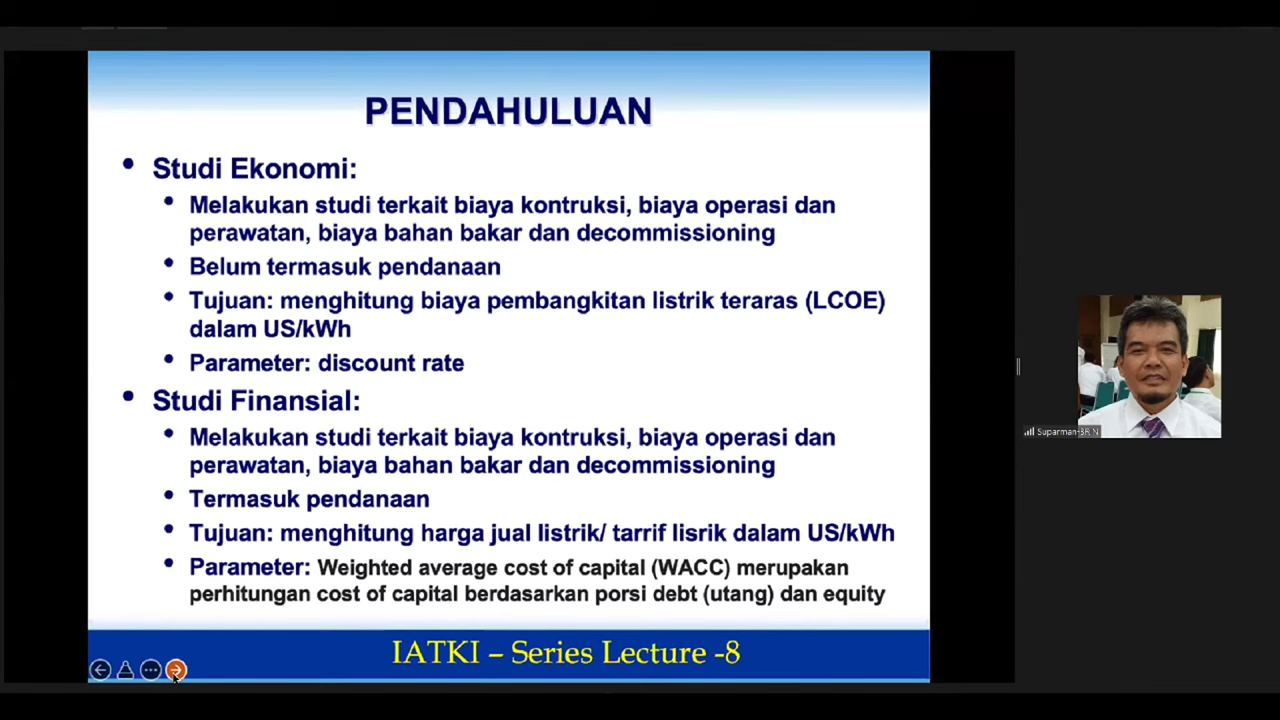 PENDAHULUAN
• Studi Ekonomi:
• Melakukan studi terkait biaya kontruksi, biaya operasi dan
perawatan, biaya bahan bakar dan decommissioning
• Belum termasuk pendanaan
• Tujuan: menghitung biaya pembangkitan listrik teraras (LCOE)
dalam US/kWh
• Parameter: discount rate
• Studi Finansial:
• Melakukan studi terkait biaya kontruksi, biaya operasi dan
perawatan, biaya bahan bakar dan decommissioning
• Termasuk pendanaan
• Tujuan: menghitung harga jual listrik/ tarrif lisrik dalam US/kWh
• Parameter: Weighted average cost of capital (WACC) merupakan
perhitungan cost of capital berdasarkan porsi debt (utang) dan equity
IATKI – Series Lecture -8
Suparman-BRIN